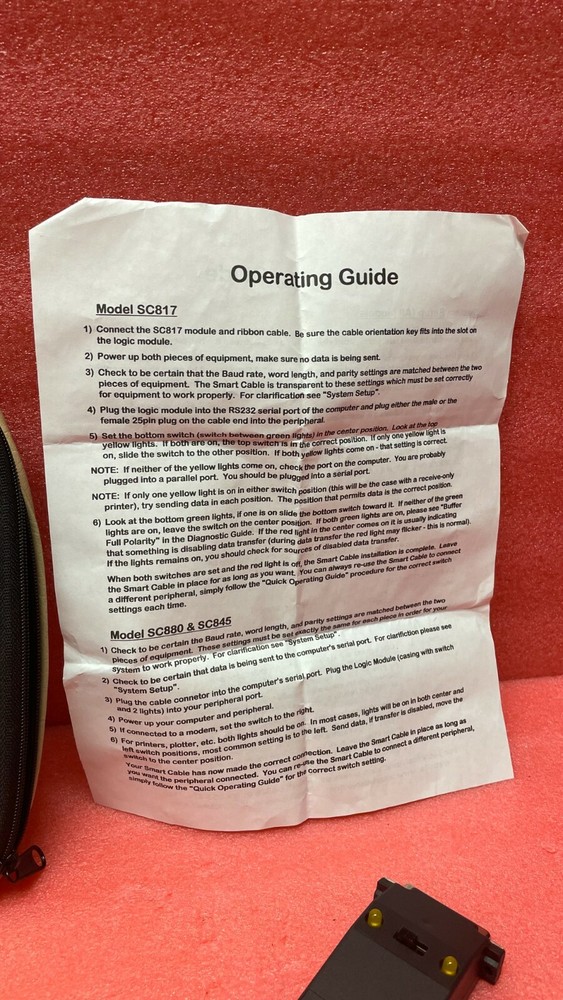 Operating Guide
Model SC817
1) Connect the SC817 module and ribbon cable. Be sure the cable orientation key fits into the slot on
the logic module.
2) Power up both pieces of equipment, make sure no data is being sent.
3) Check to be certain that the Baud rate, word length, and parity settings are matched between the two
pieces of equipment. The Smart Cable is transparent to these settings which must be set correctly
for equipment to work properly. For clarification see "System Setup".
4) Plug the logic module into the RS232 serial port of the computer and plug either the male or the
female 25pin plug on the cable end into the peripheral.
5) Set the bottom switch (switch between green lights) in the center position. Look at the top
yellow lights. If both are on, the top switch is in the correct position. If only one yellow light is
on, slide the switch to the other position. If both yellow lights come on - that setting is correct.
NOTE: If neither of the yellow lights come on, check the port on the computer. You are probably
plugged into a parallel port. You should be plugged into a serial port.
NOTE: If only one yellow light is on in either switch position (this will be the case with a receive-only
printer), try sending data in each position. The position that permits data is the correct position.
6) Look at the bottom green lights, if one is on slide the bottom switch toward it. If neither of the green
lights are on, leave the switch on the center position. If both green lights are on, please see "Buffer
Full Polarity" in the Diagnostic Guide. If the red light in the center comes on it is usually indicating
that something is disabling data transfer (during data transfer the red light may flicker - this is normal).
If the lights remains on, you should check for sources of disabled data transfer.
When both switches are set and the red light is off, the Smart Cable installation is complete. Leave
the Smart Cable in place for as long as you want. You can always re-use the Smart Cable to connect
a different peripheral, simply follow the "Quick Operating Guide" procedure for the correct switch
settings each time.
Model SC880 & SC845
1) Check to be certain the Baud rate, word length, and parity settings are matched between the two
pieces of equipment. These settings must be set exactly the same for each piece in order for your
system to work properly. For clarification see "System Setup".
2) Check to be certain that data is being sent to the computer's serial port. For clarifiction please see
"System Setup".
3) Plug the cable connetor into the computer's serial port. Plug the Logic Module (casing with switch
and 2 lights) into your peripheral port.
4) Power up your computer and peripheral.
5) If connected to a modem, set the switch to the right.
6) For printers, plotter, etc. both lights should be on. In most cases, lights will be on in both center and
left switch positions, most common setting is to the left. Send data, if transfer is disabled, move the
switch to the center position.
Your Smart Cable has now made the correct connection. Leave the Smart Cable in place as long as
you want the peripheral connected. You can re-use the Smart Cable to connect a different peripheral,
simply follow the "Quick Operating Guide" for the correct switch setting.